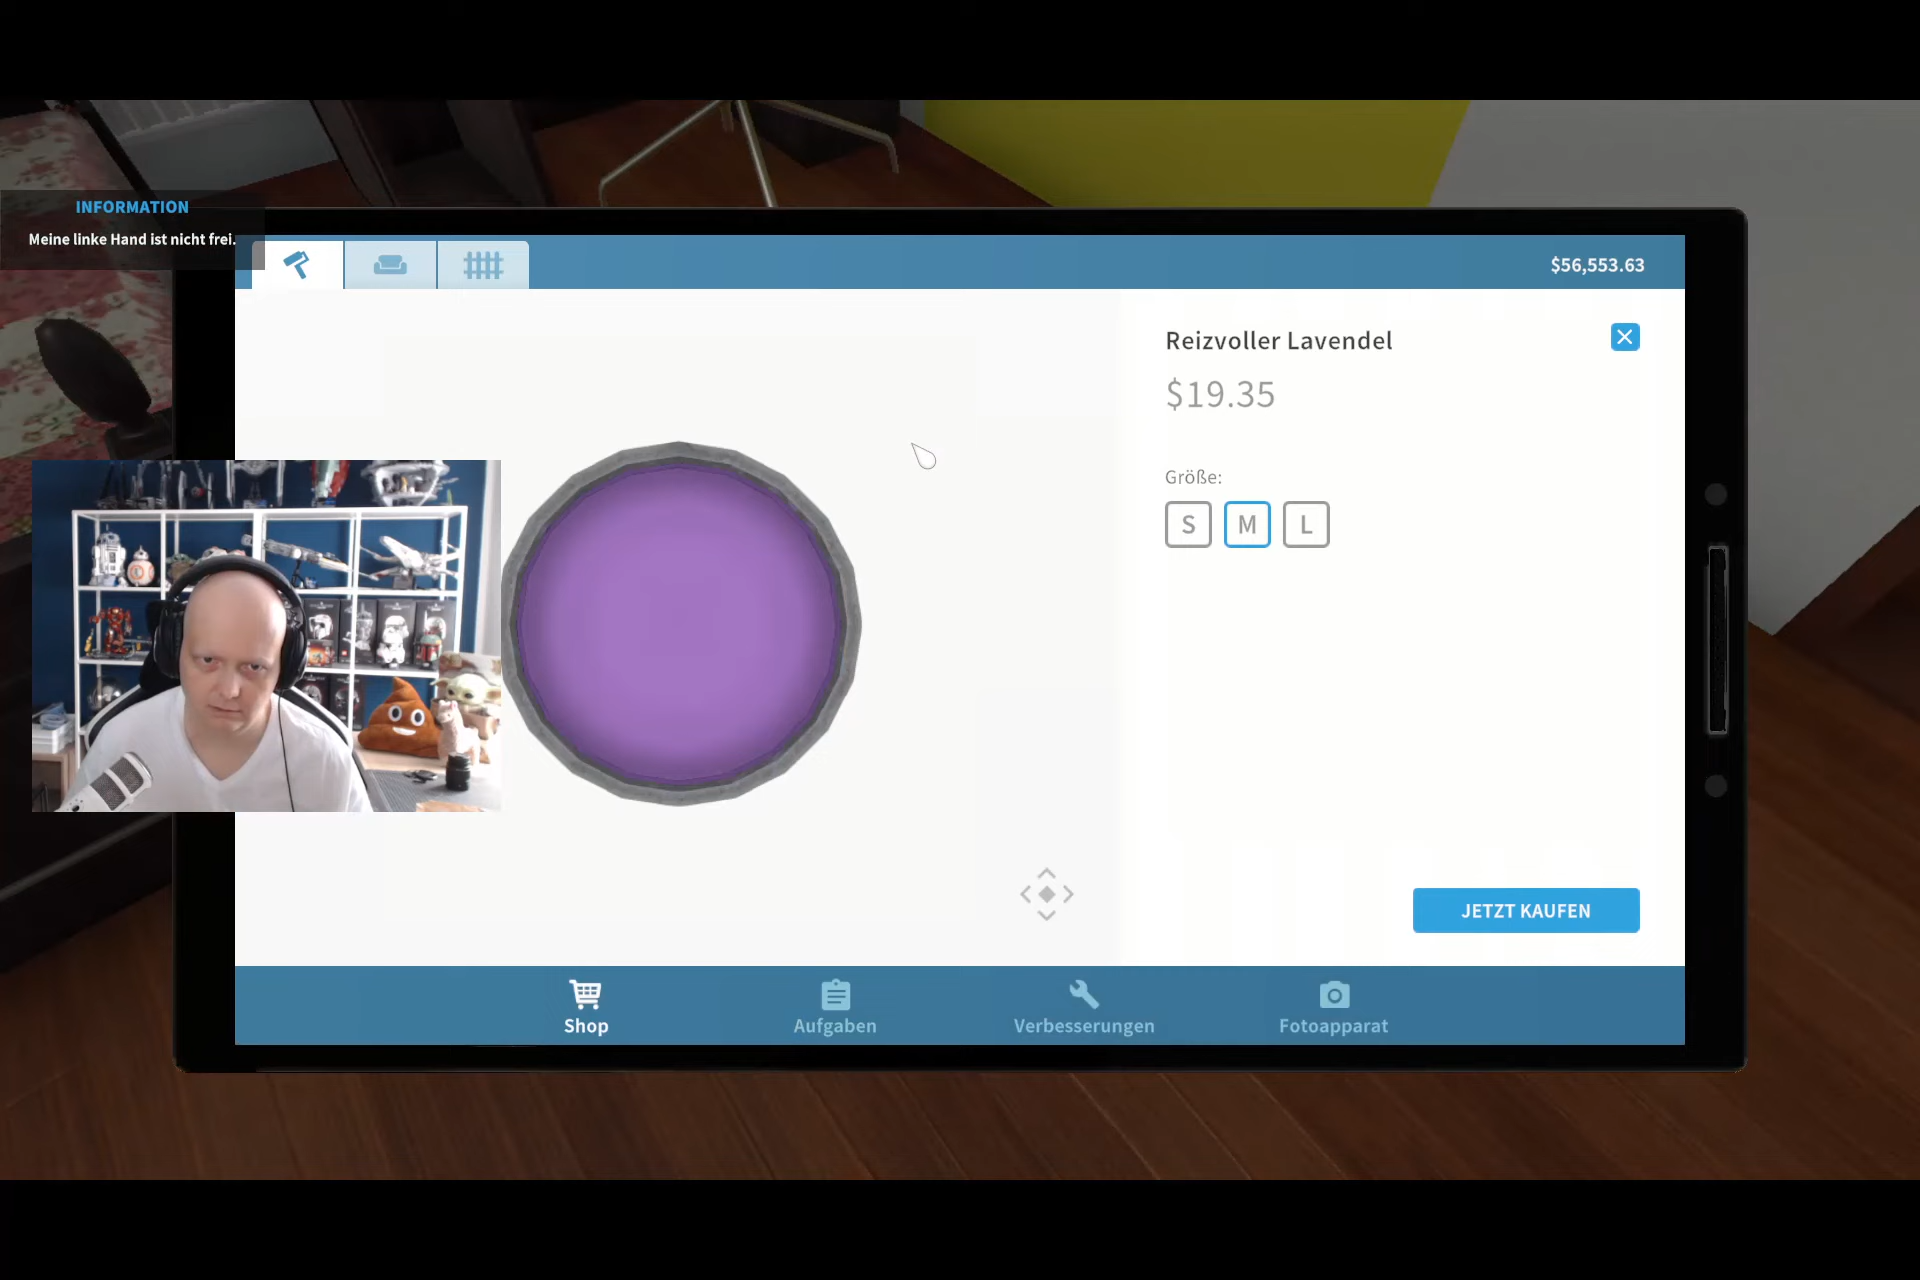 INFORMATION
Meine linke Hand ist nicht frei.
$56,553.63
Reizvoller Lavendel
$19.35
Größe:
S M L
JETZT KAUFEN
Shop Aufgaben Verbesserungen Fotoapparat